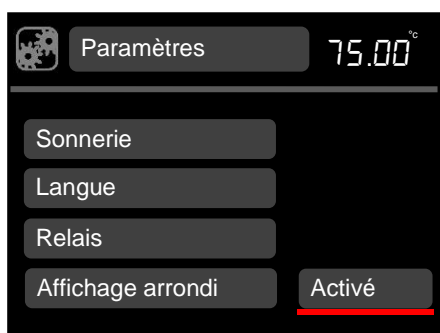 Paramètres 75.00°c
Sonnerie
Langue
Relais
Affichage arrondi Activé